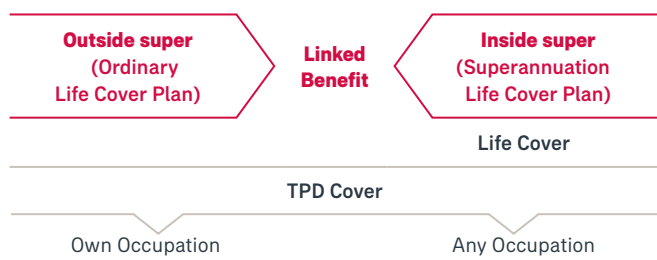 Outside super
(Ordinary
Life Cover Plan)
Linked
Benefit
Inside super
(Superannuation
Life Cover Plan)
Life Cover
TPD Cover
Own Occupation
Any Occupation